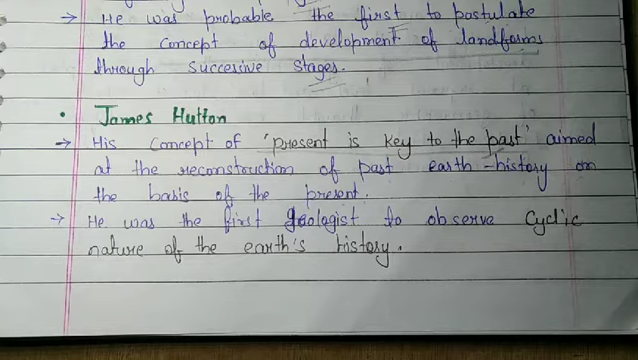 → He was probable the first to postulate
the concept of development of landforms
through succesive stages.
• James Hutton
→ His concept of 'present is key to the past' aimed
at the reconstruction of past earth-history on
the basis of the present.
→ He was the first geologist to observe cyclic
nature of the earth's history.